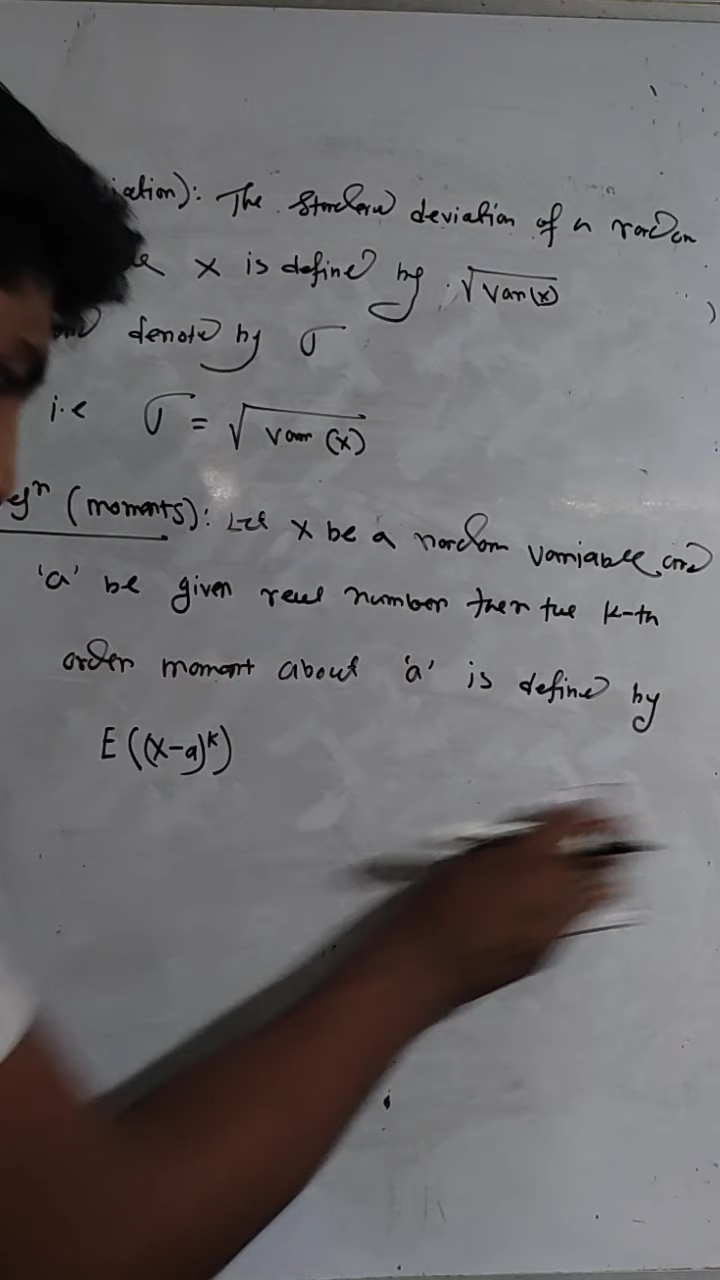 iation): The Standard deviation of a random
X is define by √Var(X)
denote by σ
i.e σ = √Var (X)
(moments): Let X be a random variable and
'a' be given real number then the K-th
order moment about 'a' is define by
E((X-a)^K)